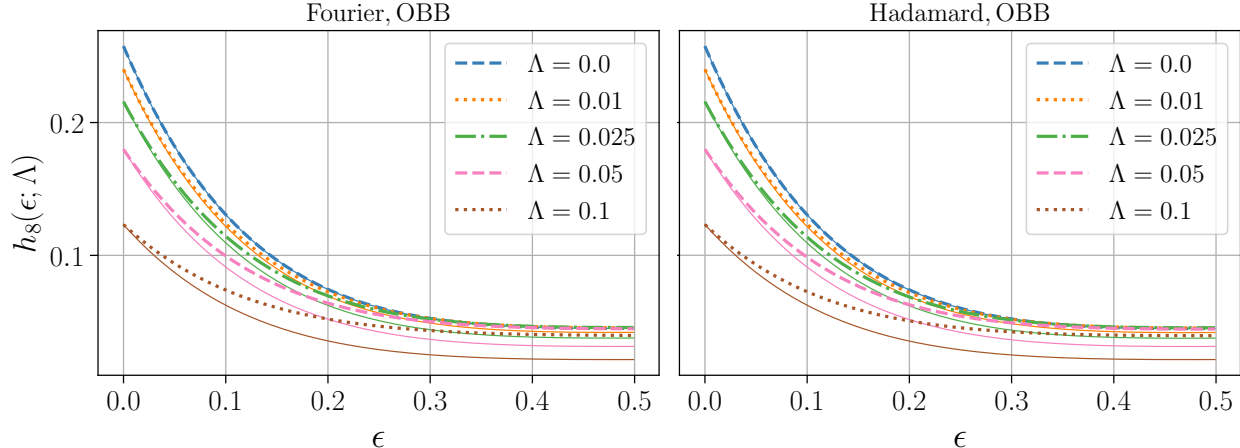 Fourier, OBB
h₈(ϵ; Λ)
0.2
0.1
Λ = 0.0
Λ = 0.01
Λ = 0.025
Λ = 0.05
Λ = 0.1
0.0 0.1 0.2 0.3 0.4 0.5
ϵ
Hadamard, OBB
Λ = 0.0
Λ = 0.01
Λ = 0.025
Λ = 0.05
Λ = 0.1
0.0 0.1 0.2 0.3 0.4 0.5
ϵ